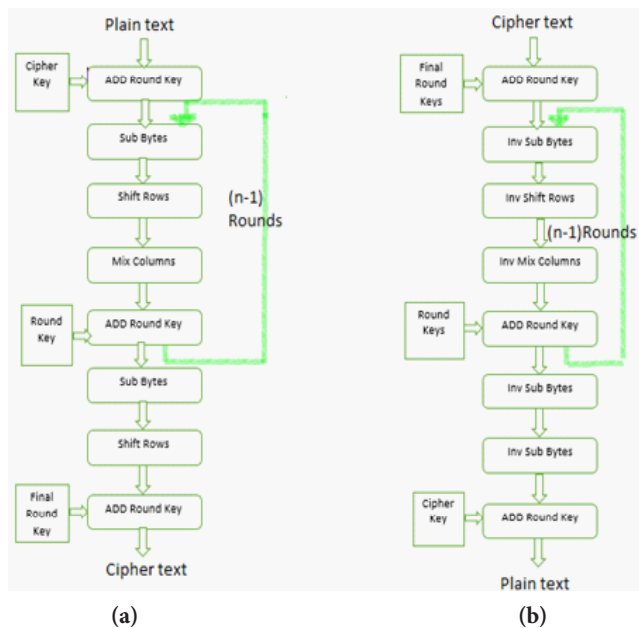 Plain text
Cipher
Key
ADD Round Key
Sub Bytes
Shift Rows
(n-1)
Rounds
Mix Columns
Round
Key
ADD Round Key
Sub Bytes
Shift Rows
Final
Round
Key
ADD Round Key
Cipher text
(a)
Cipher text
Final
Round
Keys
ADD Round Key
Inv Sub Bytes
Inv Shift Rows
(n-1)Rounds
Inv Mix Columns
Round
Keys
ADD Round Key
Inv Sub Bytes
Inv Sub Bytes
Cipher
Key
ADD Round Key
Plain text
(b)